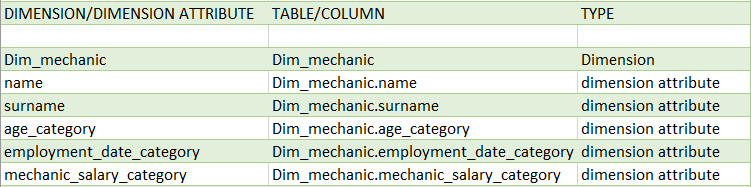 DIMENSION/DIMENSION ATTRIBUTE TABLE/COLUMN TYPE
Dim_mechanic Dim_mechanic Dimension
name Dim_mechanic.name dimension attribute
surname Dim_mechanic.surname dimension attribute
age_category Dim_mechanic.age_category dimension attribute
employment_date_category Dim_mechanic.employment_date_category dimension attribute
mechanic_salary_category Dim_mechanic.mechanic_salary_category dimension attribute